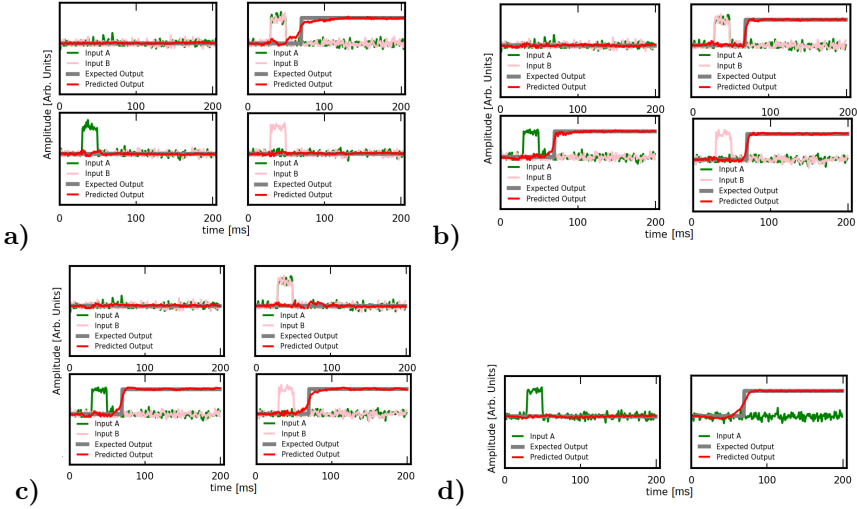 Amplitude [Arb. Units]
Input A
Input B
Expected Output
Predicted Output
0 100 200
Input A
Input B
Expected Output
Predicted Output
0 100 200
Input A
Input B
Expected Output
Predicted Output
0 100 200
Input A
Input B
Expected Output
Predicted Output
0 100 200
time [ms]
a)
Amplitude [Arb. Units]
Input A
Input B
Expected Output
Predicted Output
0 100 200
Input A
Input B
Expected Output
Predicted Output
0 100 200
Input A
Input B
Expected Output
Predicted Output
0 100 200
Input A
Input B
Expected Output
Predicted Output
0 100 200
time [ms]
b)
Amplitude [Arb. Units]
Input A
Input B
Expected Output
Predicted Output
0 100 200
Input A
Input B
Expected Output
Predicted Output
0 100 200
Input A
Input B
Expected Output
Predicted Output
0 100 200
Input A
Input B
Expected Output
Predicted Output
0 100 200
time [ms]
c)
Amplitude [Arb. Units]
Input A
Expected Output
Predicted Output
0 100 200
Input A
Expected Output
Predicted Output
0 100 200
time [ms]
d)